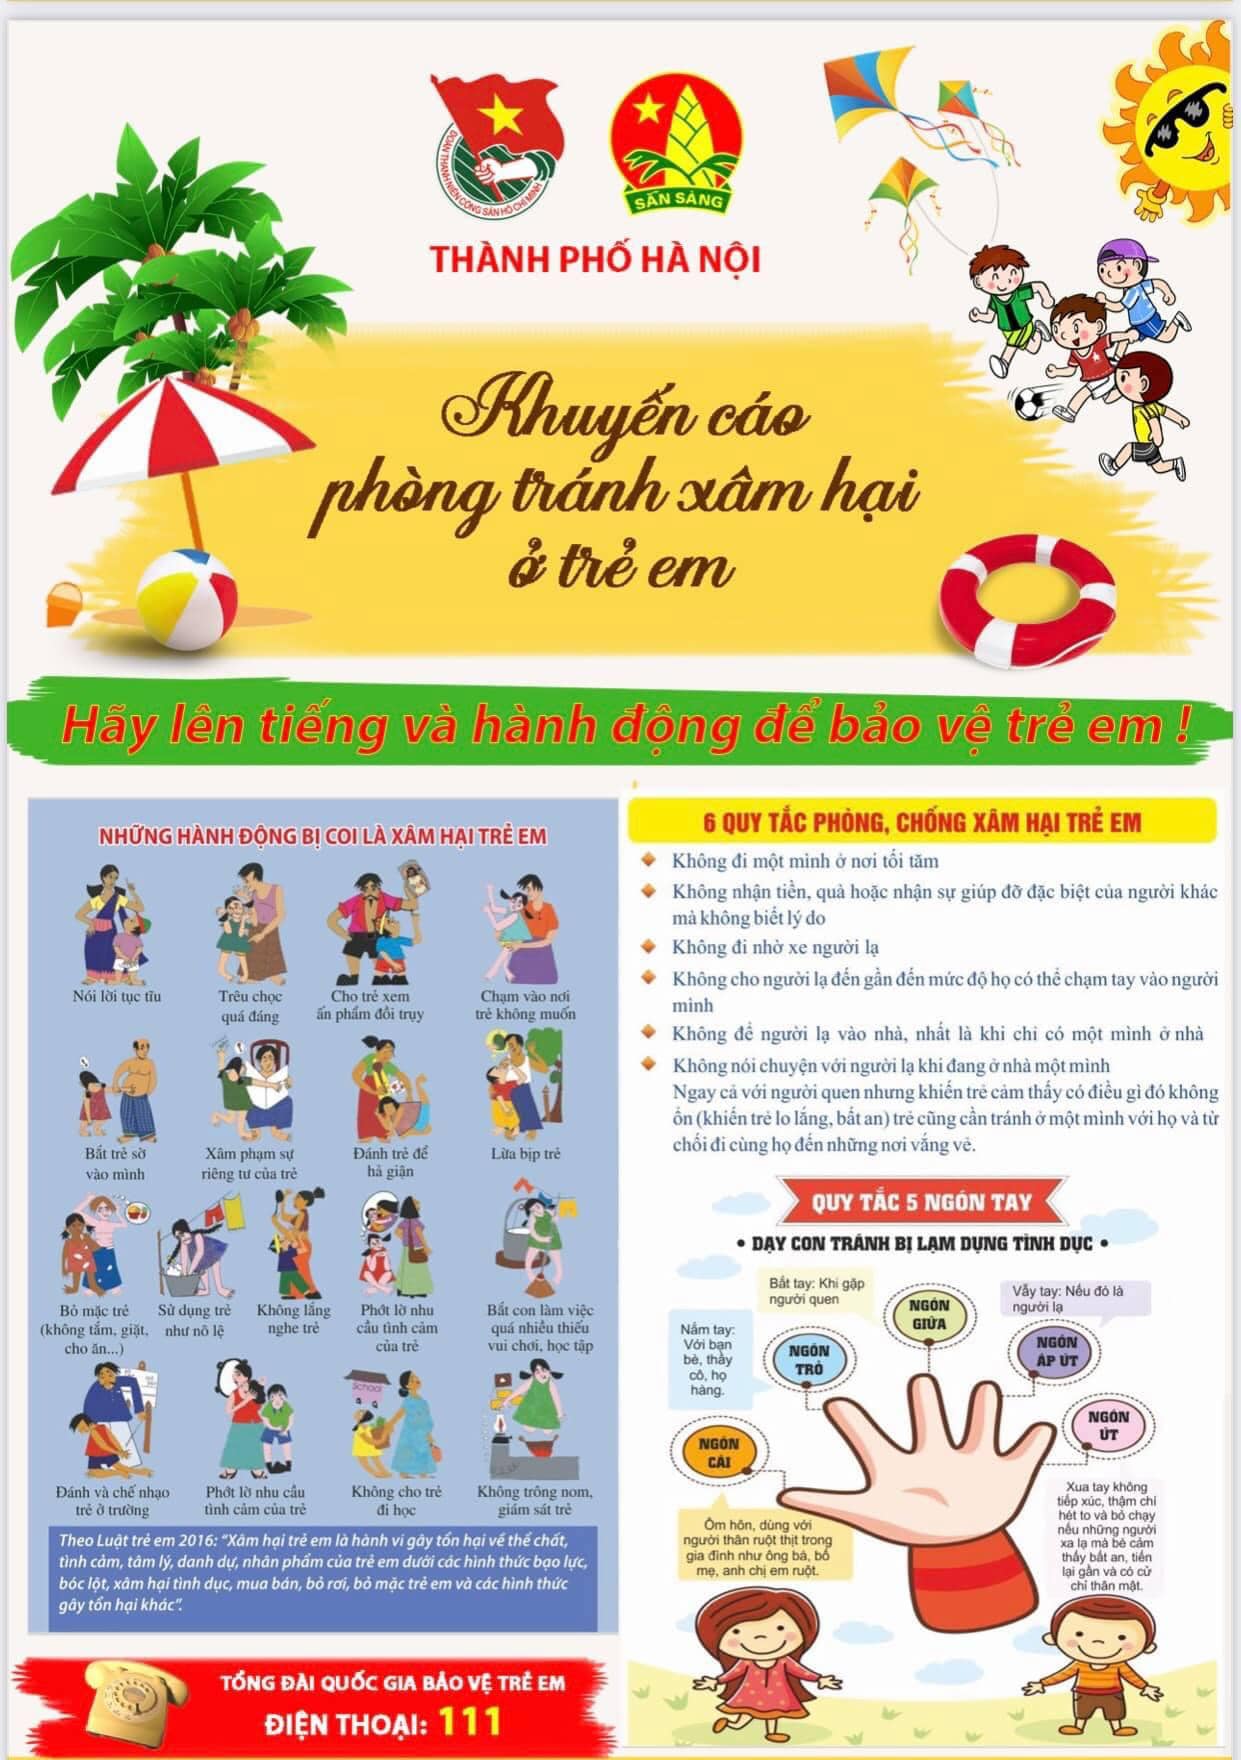 ĐOÀN THANH NIÊN CỘNG SẢN HỒ CHÍ MINH
SẴN SÀNG
THÀNH PHỐ HÀ NỘI
Khuyến cáo
phòng tránh xâm hại
ở trẻ em
Hãy lên tiếng và hành động để bảo vệ trẻ em !
NHỮNG HÀNH ĐỘNG BỊ COI LÀ XÂM HẠI TRẺ EM
Nói lời tục tĩu
Trêu chọc
quá đáng
Cho trẻ xem
ấn phẩm đồi trụy
Chạm vào nơi
trẻ không muốn
Bắt trẻ sờ
vào mình
Xâm phạm sự
riêng tư của trẻ
Đánh trẻ để
hả giận
Lừa bịp trẻ
Bỏ mặc trẻ
(không tắm, giặt,
cho ăn...)
Sử dụng trẻ
như nô lệ
Không lắng
nghe trẻ
Phớt lờ nhu
cầu tình cảm
của trẻ
Bắt con làm việc
quá nhiều thiếu
vui chơi, học tập
School
Đánh và chế nhạo
trẻ ở trường
Phớt lờ nhu cầu
tình cảm của trẻ
Không cho trẻ
đi học
Không trông nom,
giám sát trẻ
Theo Luật trẻ em 2016: "Xâm hại trẻ em là hành vi gây tổn hại về thể chất,
tình cảm, tâm lý, danh dự, nhân phẩm của trẻ em dưới các hình thức bạo lực,
bóc lột, xâm hại tình dục, mua bán, bỏ rơi, bỏ mặc trẻ em và các hình thức
gây tổn hại khác".
TỔNG ĐÀI QUỐC GIA BẢO VỆ TRẺ EM
ĐIỆN THOẠI: 111
6 QUY TẮC PHÒNG, CHỐNG XÂM HẠI TRẺ EM
Không đi một mình ở nơi tối tăm
Không nhận tiền, quà hoặc nhận sự giúp đỡ đặc biệt của người khác
mà không biết lý do
Không đi nhờ xe người lạ
Không cho người lạ đến gần đến mức độ họ có thể chạm tay vào người
mình
Không để người lạ vào nhà, nhất là khi chỉ có một mình ở nhà
Không nói chuyện với người lạ khi đang ở nhà một mình
Ngay cả với người quen nhưng khiến trẻ cảm thấy có điều gì đó không
ổn (khiến trẻ lo lắng, bất an) trẻ cũng cần tránh ở một mình với họ và từ
chối đi cùng họ đến những nơi vắng vẻ.
QUY TẮC 5 NGÓN TAY
• DẠY CON TRÁNH BỊ LẠM DỤNG TÌNH DỤC •
Bắt tay: Khi gặp
người quen
NGÓN
GIỮA
Vẫy tay: Nếu đó là
người lạ
Nắm tay:
Với bạn
bè, thầy
cô, họ
hàng.
NGÓN
TRỎ
NGÓN
ÁP ÚT
NGÓN
CÁI
NGÓN
ÚT
Ôm hôn, dùng với
người thân ruột thịt trong
gia đình như ông bà, bố
mẹ, anh chị em ruột.
Xua tay không
tiếp xúc, thậm chí
hét to và bỏ chạy
nếu những người
xa lạ mà bé cảm
thấy bất an, tiến
lại gần và có cử
chỉ thân mật.